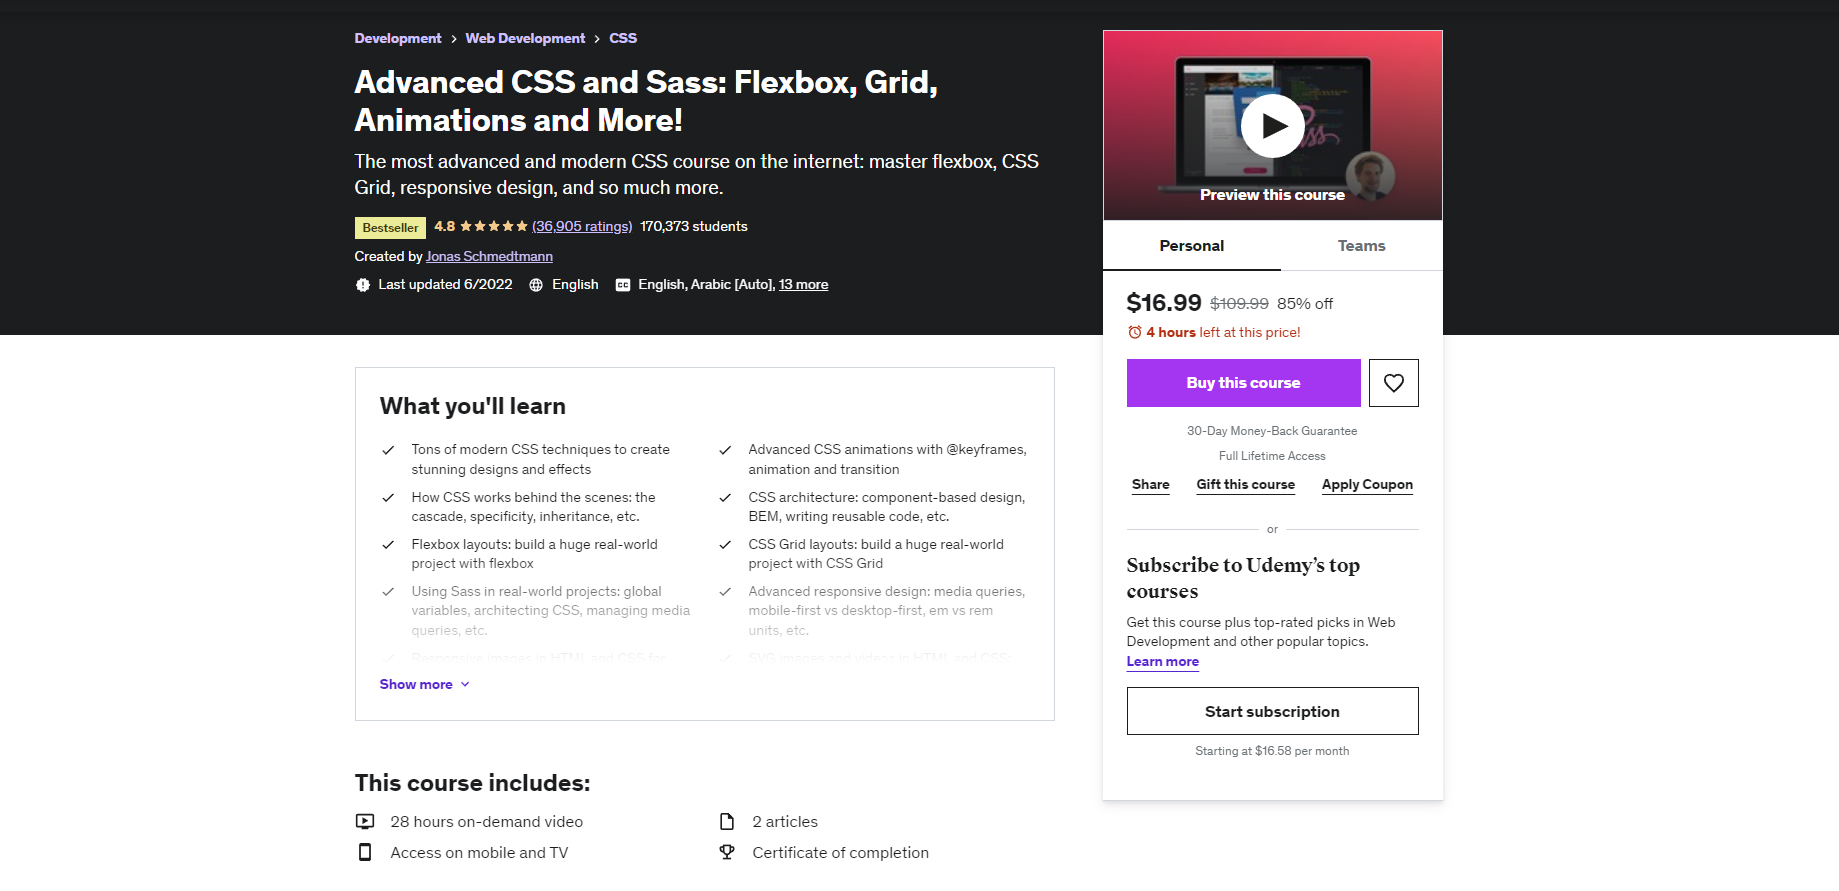 Development > Web Development > CSS
Advanced CSS and Sass: Flexbox, Grid,
Animations and More!
The most advanced and modern CSS course on the internet: master flexbox, CSS
Grid, responsive design, and so much more.
Bestseller 4.8 (36,905 ratings) 170,373 students
Created by Jonas Schmedtmann
Last updated 6/2022 English English, Arabic [Auto], 13 more
Preview this course
Personal Teams
$16.99 $109.99 85% off
4 hours left at this price!
Buy this course
30-Day Money-Back Guarantee
Full Lifetime Access
Share Gift this course Apply Coupon
or
Subscribe to Udemy’s top
courses
Get this course plus top-rated picks in Web
Development and other popular topics.
Learn more
Start subscription
Starting at $16.58 per month
What you'll learn
Tons of modern CSS techniques to create
stunning designs and effects
Advanced CSS animations with @keyframes,
animation and transition
How CSS works behind the scenes: the
cascade, specificity, inheritance, etc.
CSS architecture: component-based design,
BEM, writing reusable code, etc.
Flexbox layouts: build a huge real-world
project with flexbox
CSS Grid layouts: build a huge real-world
project with CSS Grid
Using Sass in real-world projects: global
variables, architecting CSS, managing media
queries, etc.
Advanced responsive design: media queries,
mobile-first vs desktop-first, em vs rem
units, etc.
Responsive images in HTML and CSS for
SVG images and videos in HTML and CSS:
Show more
This course includes:
28 hours on-demand video
2 articles
Access on mobile and TV
Certificate of completion